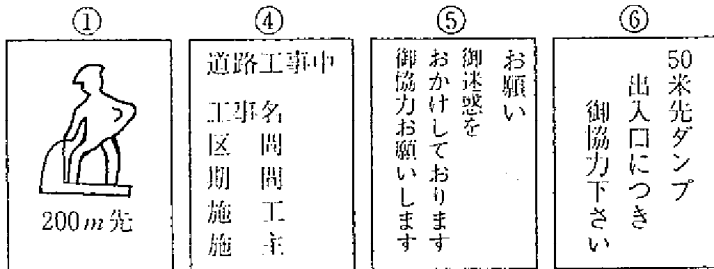 ①
200m先
④
道路工事中
工事名
区間
期間
施工
施主
⑤
お願い
御迷惑を
おかけしております
御協力お願いします
⑥
50米先ダンプ
出入口につき
御協力下さい